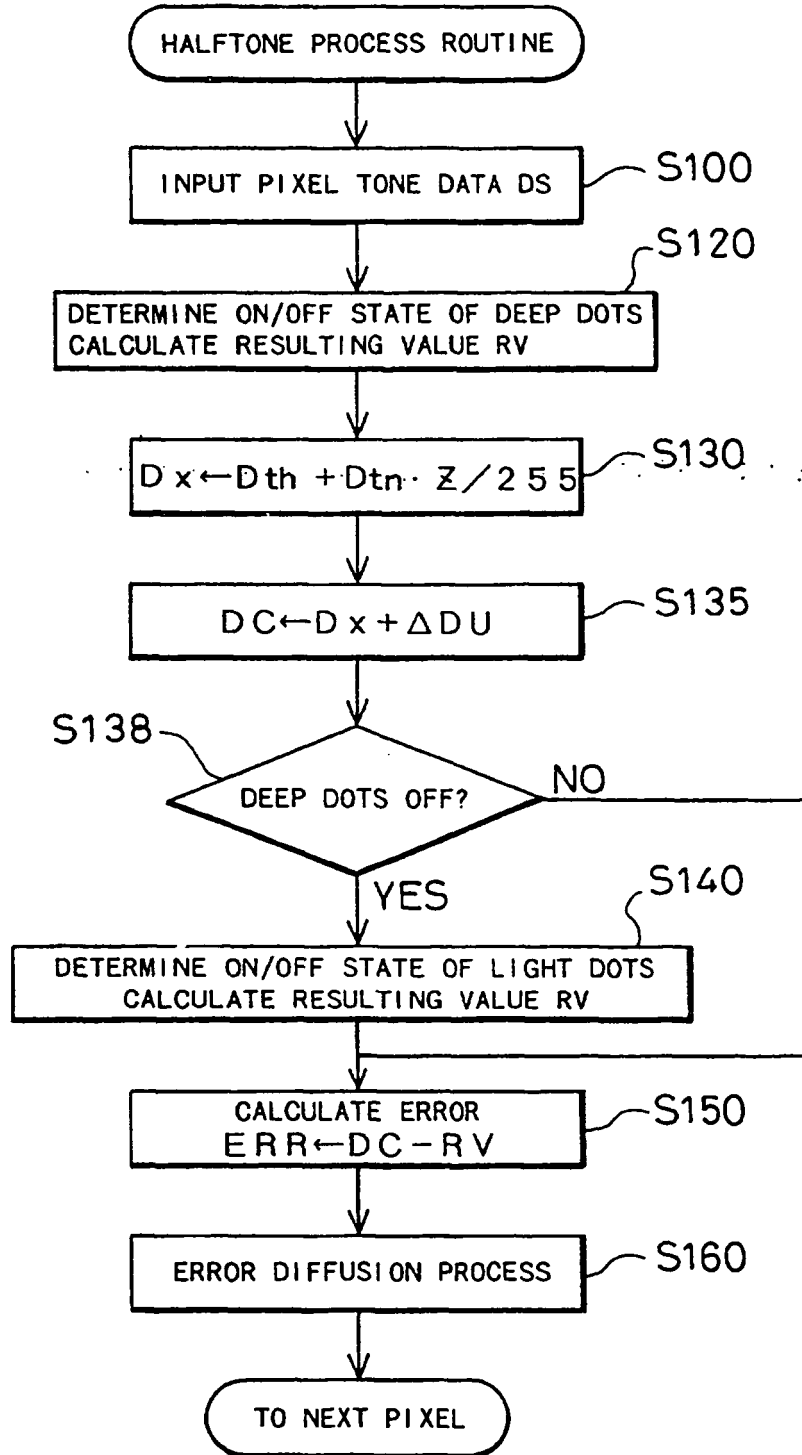 HALFTONE PROCESS ROUTINE
INPUT PIXEL TONE DATA DS
S100
S120
DETERMINE ON/OFF STATE OF DEEP DOTS
CALCULATE RESULTING VALUE RV
Dx←Dth +Dtn· Z/255
S130
DC←Dx+ΔDU
S135
S138
DEEP DOTS OFF?
NO
YES
S140
DETERMINE ON/OFF STATE OF LIGHT DOTS
CALCULATE RESULTING VALUE RV
CALCULATE ERROR
ERR←DC-RV
S150
ERROR DIFFUSION PROCESS
S160
TO NEXT PIXEL